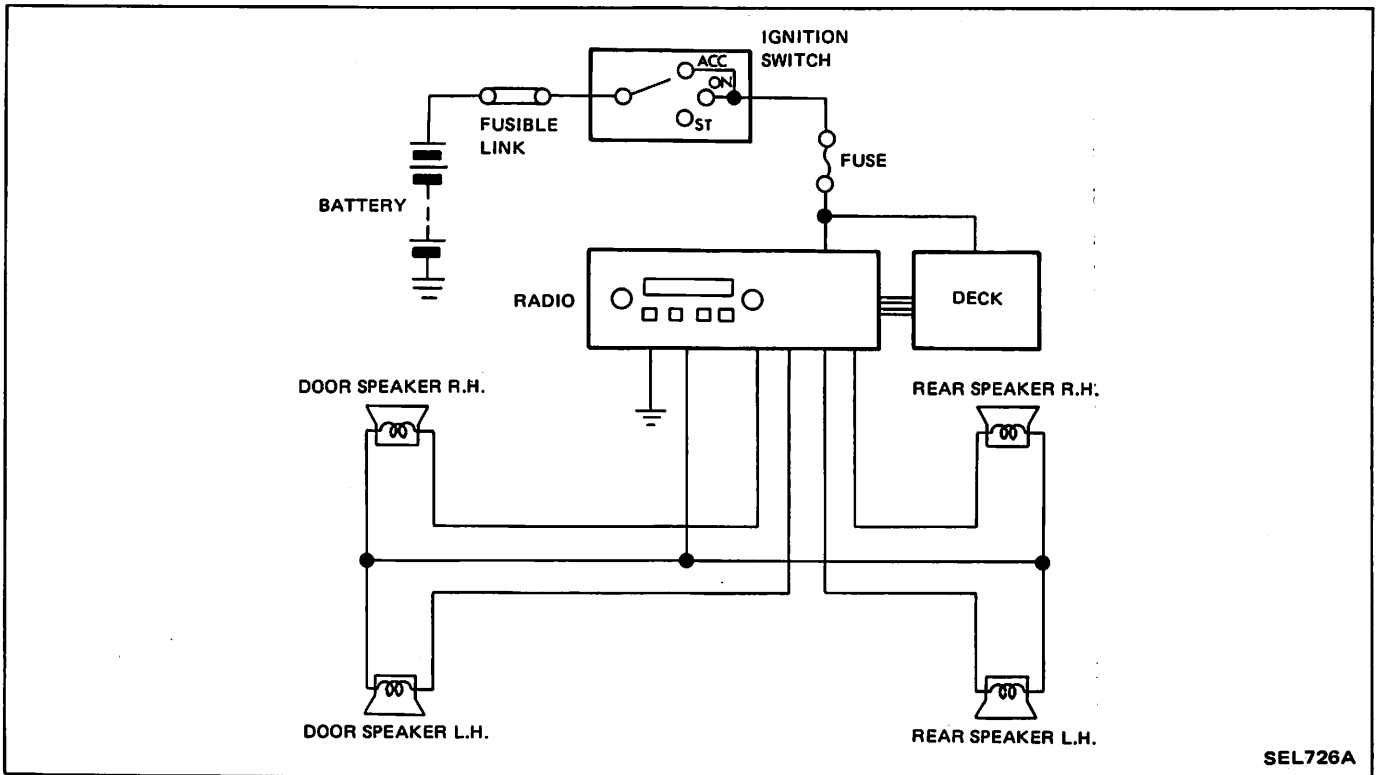 IGNITION
SWITCH
ACC
ON
ST
FUSIBLE
LINK
FUSE
BATTERY
RADIO
DECK
DOOR SPEAKER R.H.
REAR SPEAKER R.H.
DOOR SPEAKER L.H.
REAR SPEAKER L.H.
SEL726A